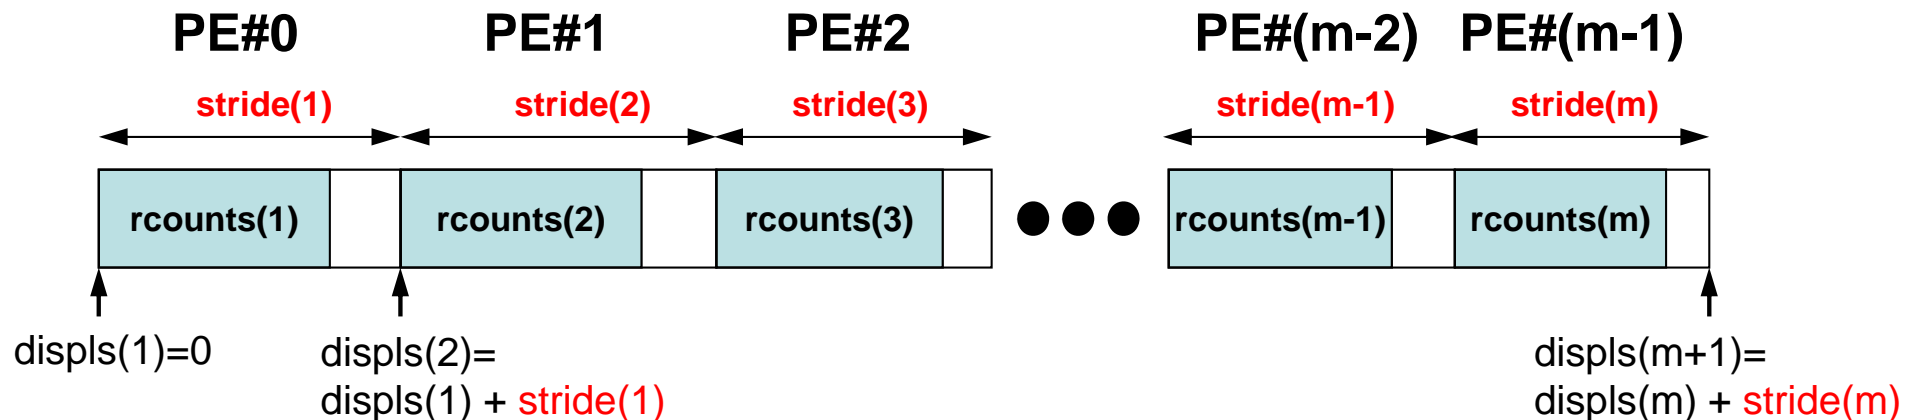 PE#0 PE#1 PE#2 PE#(m-2) PE#(m-1)
stride(1) stride(2) stride(3) stride(m-1) stride(m)
rcounts(1) rcounts(2) rcounts(3) rcounts(m-1) rcounts(m)
displs(1)=0 displs(2)= displs(m+1)=
displs(1) + stride(1) displs(m) + stride(m)